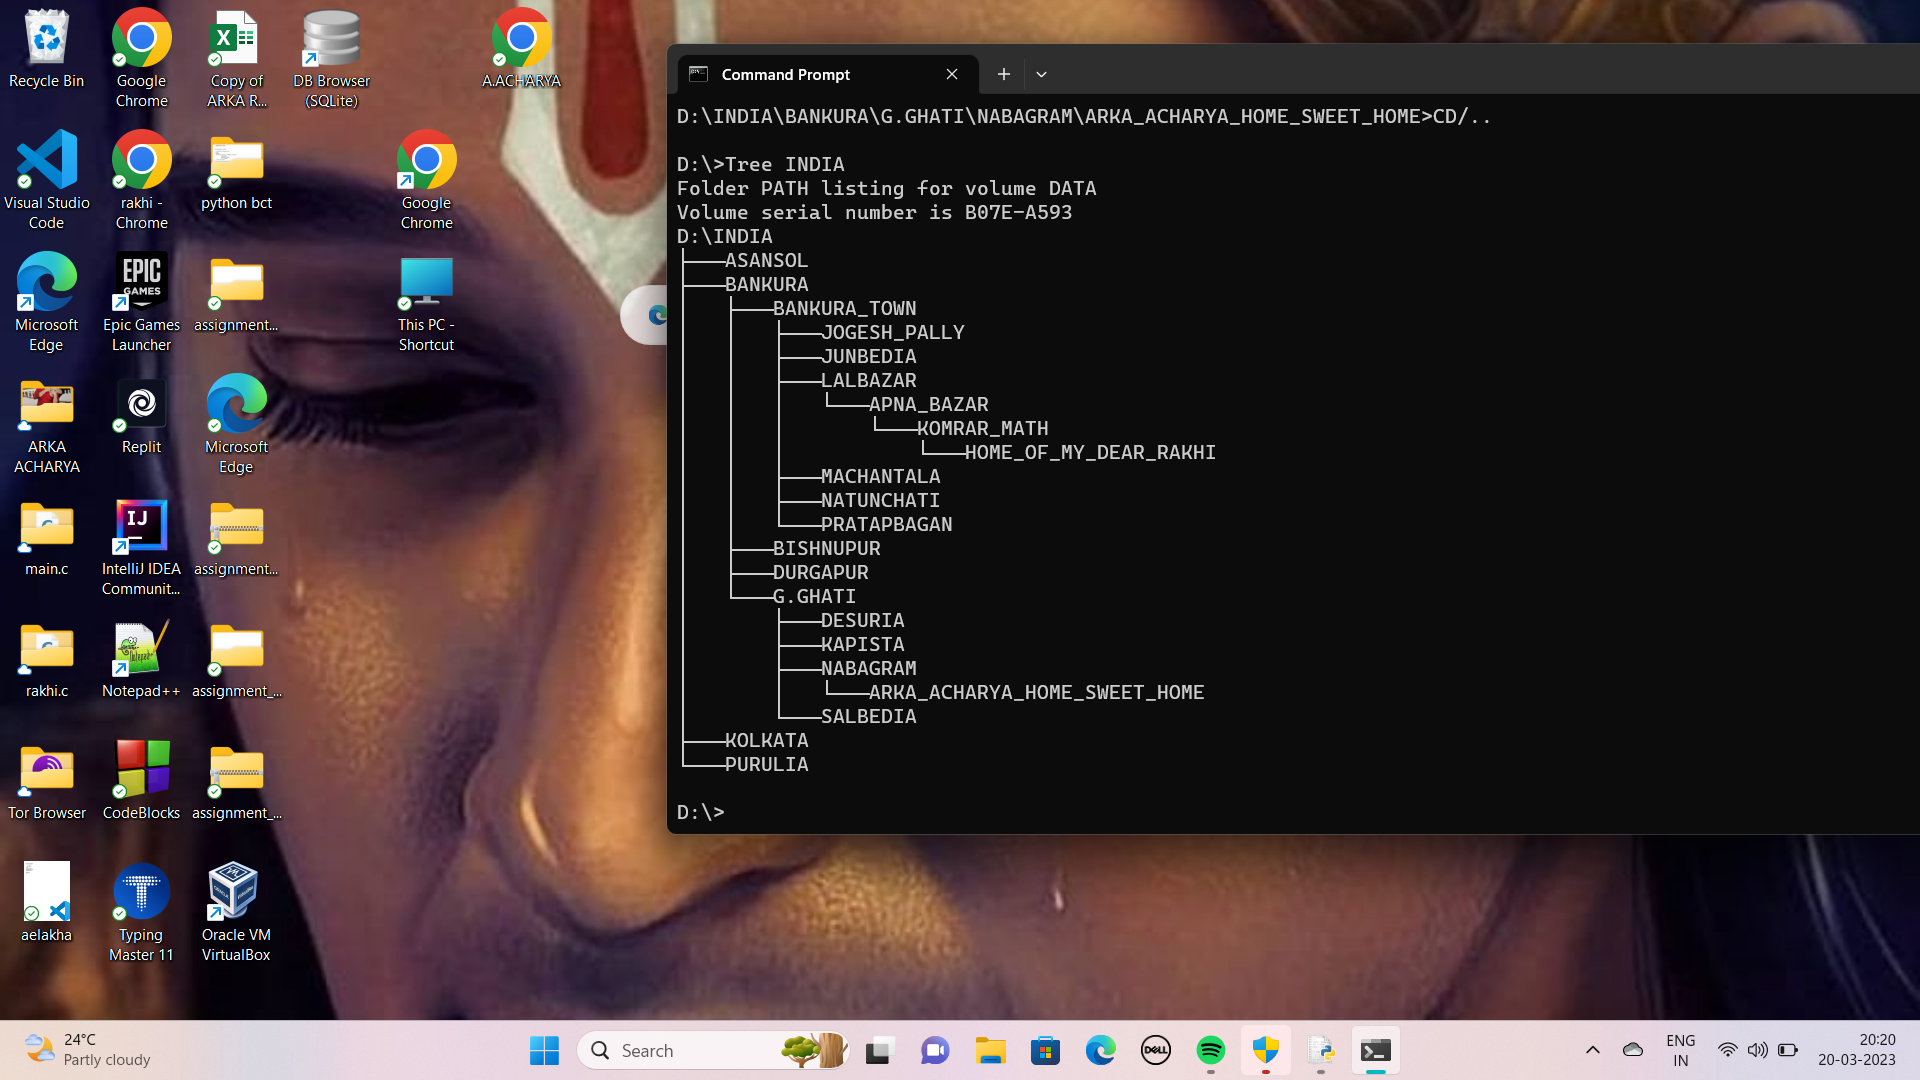 Recycle Bin
Google
Chrome
Copy of
ARKA R...
DB Browser
(SQLite)
A.ACHARYA
Visual Studio
Code
rakhi -
Chrome
python bct
Google
Chrome
Microsoft
Edge
EPIC
GAMES
Epic Games
Launcher
assignment...
This PC -
Shortcut
ARKA
ACHARYA
Replit
Microsoft
Edge
main.c
IJ
IntelliJ IDEA
Communit...
assignment...
rakhi.c
Notepad++
assignment_...
Tor Browser
CodeBlocks
assignment_...
aelakha
Typing
Master 11
Oracle VM
VirtualBox
Command Prompt
D:\INDIA\BANKURA\G.GHATI\NABAGRAM\ARKA_ACHARYA_HOME_SWEET_HOME>CD/..
D:\>Tree INDIA
Folder PATH listing for volume DATA
Volume serial number is B07E-A593
D:\INDIA
├───ASANSOL
├───BANKURA
│   ├───BANKURA_TOWN
│   │   ├───JOGESH_PALLY
│   │   ├───JUNBEDIA
│   │   ├───LALBAZAR
│   │   │   └───APNA_BAZAR
│   │   │       └───KOMRAR_MATH
│   │   │           └───HOME_OF_MY_DEAR_RAKHI
│   │   ├───MACHANTALA
│   │   ├───NATUNCHATI
│   │   └───PRATAPBAGAN
│   ├───BISHNUPUR
│   ├───DURGAPUR
│   └───G.GHATI
│       ├───DESURIA
│       ├───KAPISTA
│       ├───NABAGRAM
│       │   └───ARKA_ACHARYA_HOME_SWEET_HOME
│       └───SALBEDIA
├───KOLKATA
└───PURULIA
D:\>
24°C
Partly cloudy
Search
DELL
ENG
IN
20:20
20-03-2023